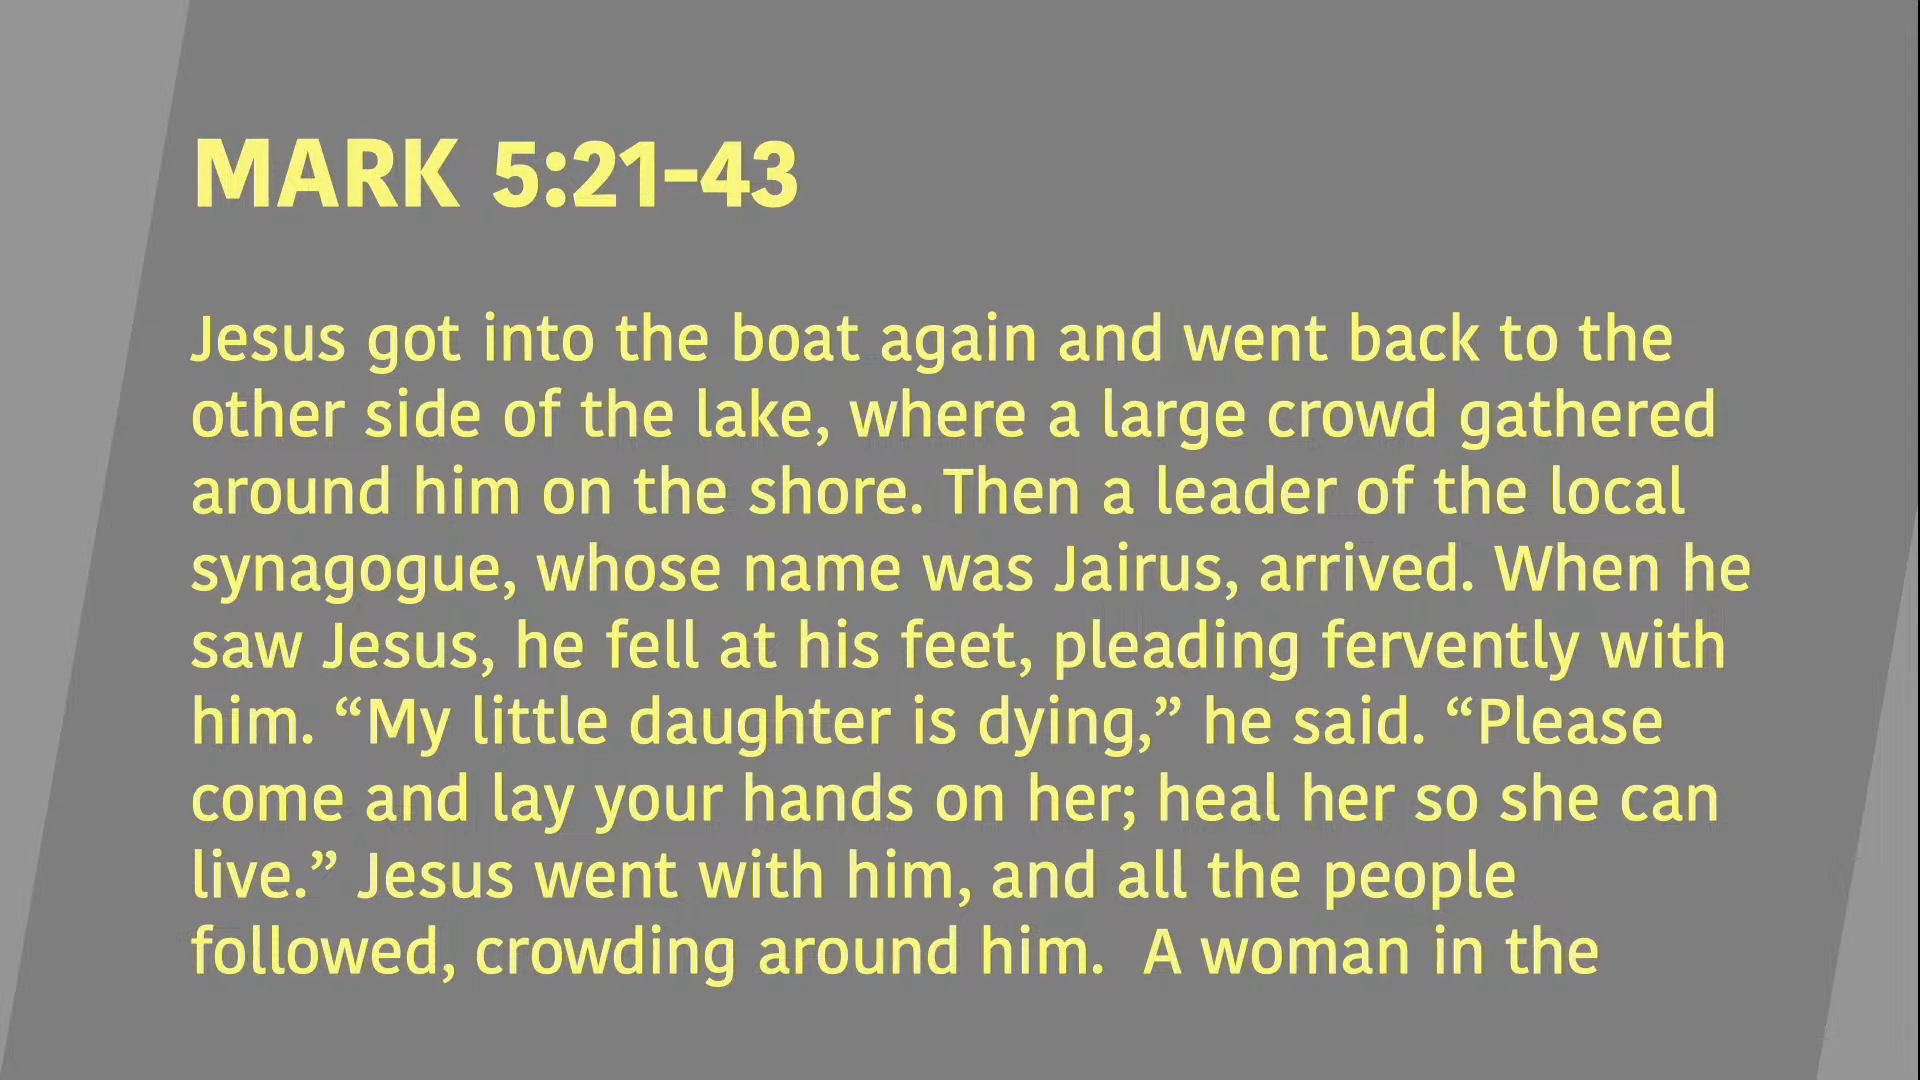 MARK 5:21-43
Jesus got into the boat again and went back to the
other side of the lake, where a large crowd gathered
around him on the shore. Then a leader of the local
synagogue, whose name was Jairus, arrived. When he
saw Jesus, he fell at his feet, pleading fervently with
him. “My little daughter is dying,” he said. “Please
come and lay your hands on her; heal her so she can
live.” Jesus went with him, and all the people
followed, crowding around him.  A woman in the